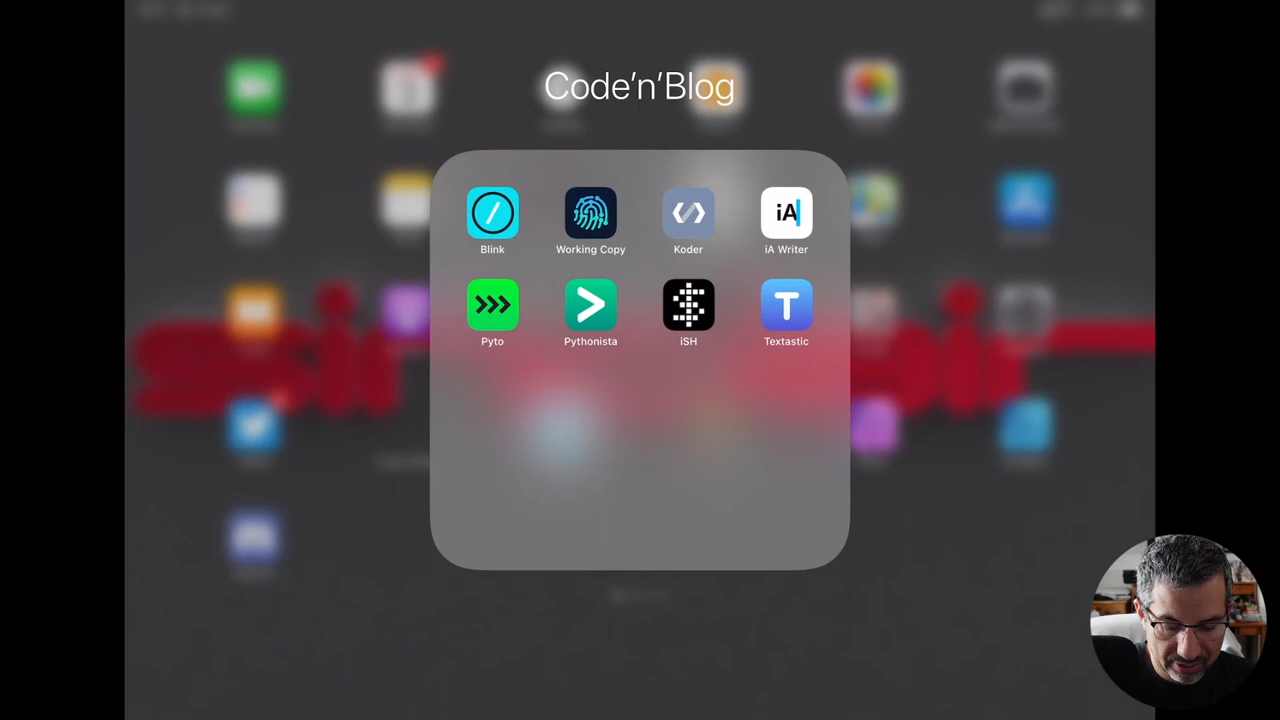 Code'n'Blog
iA
Blink
Working Copy
Koder
iA Writer
T
Pyto
Pythonista
iSH
Textastic